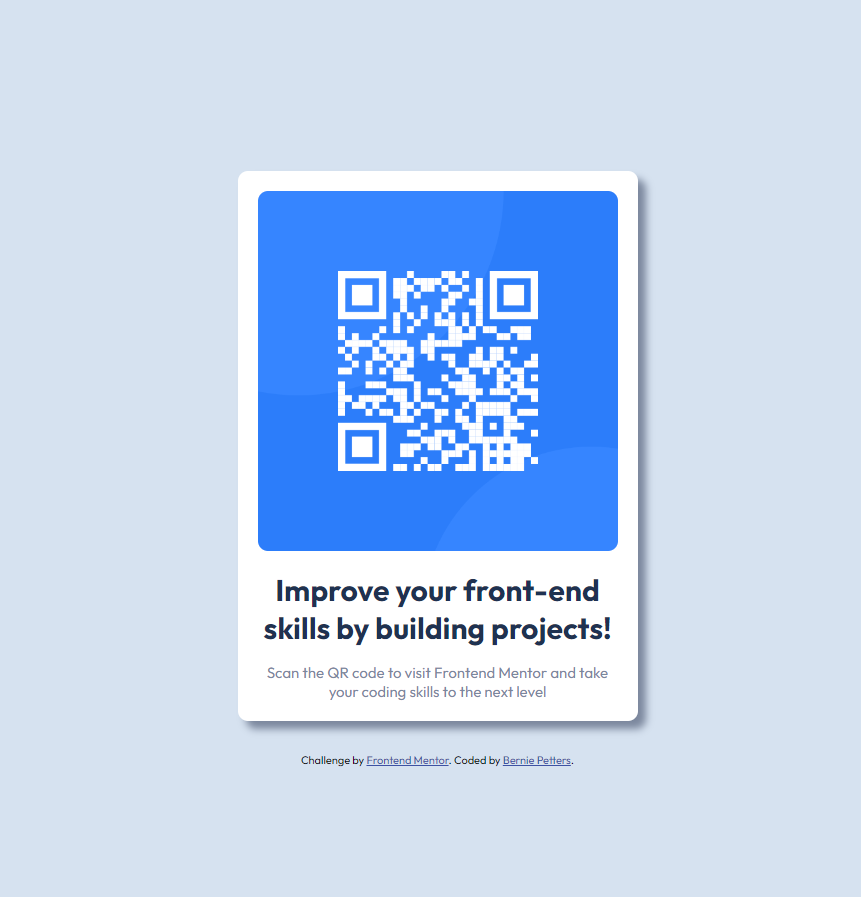 Improve your front-end
skills by building projects!
Scan the QR code to visit Frontend Mentor and take
your coding skills to the next level
Challenge by Frontend Mentor. Coded by Bernie Petters.